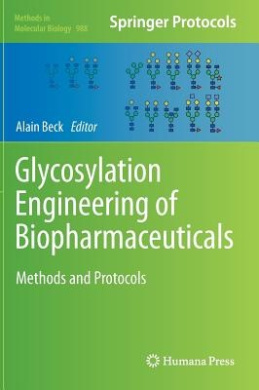 Methods in
Molecular Biology 988
Springer Protocols
Alain Beck Editor
Glycosylation
Engineering of
Biopharmaceuticals
Methods and Protocols
Humana Press